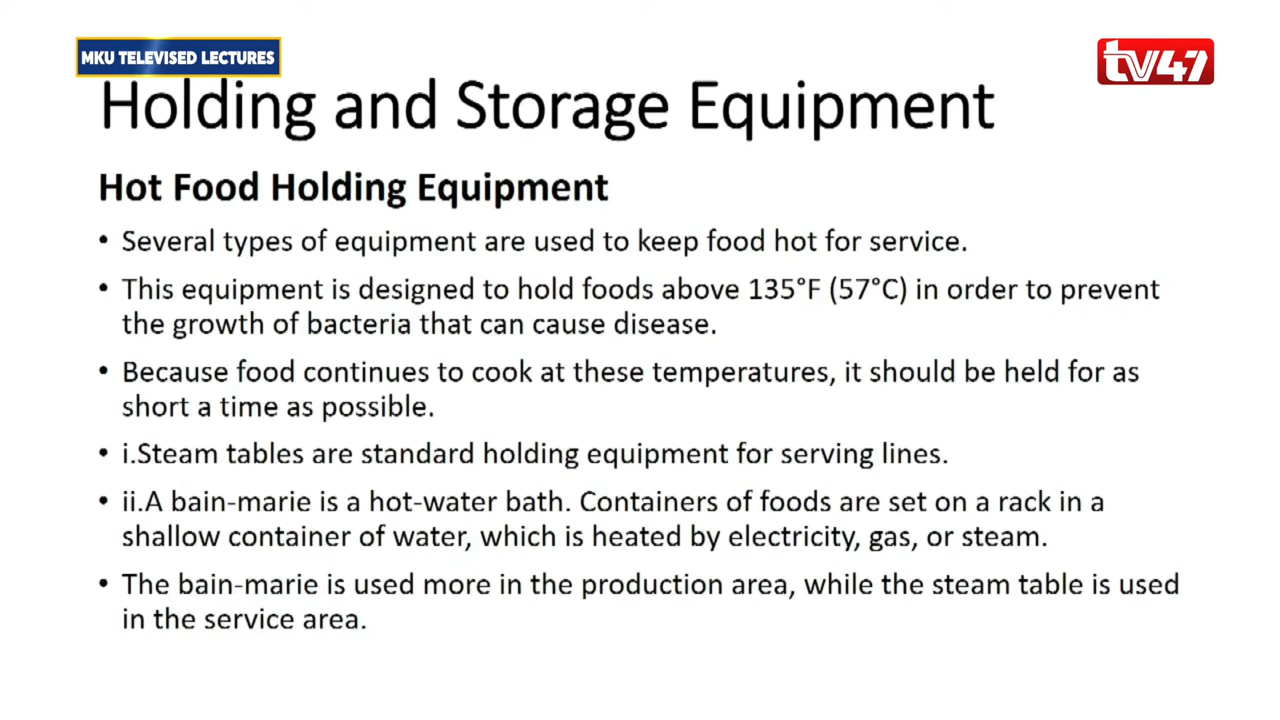 MKU TELEVISED LECTURES
tv47
Holding and Storage Equipment
Hot Food Holding Equipment
• Several types of equipment are used to keep food hot for service.
• This equipment is designed to hold foods above 135°F (57°C) in order to prevent
the growth of bacteria that can cause disease.
• Because food continues to cook at these temperatures, it should be held for as
short a time as possible.
• i.Steam tables are standard holding equipment for serving lines.
• ii.A bain-marie is a hot-water bath. Containers of foods are set on a rack in a
shallow container of water, which is heated by electricity, gas, or steam.
• The bain-marie is used more in the production area, while the steam table is used
in the service area.